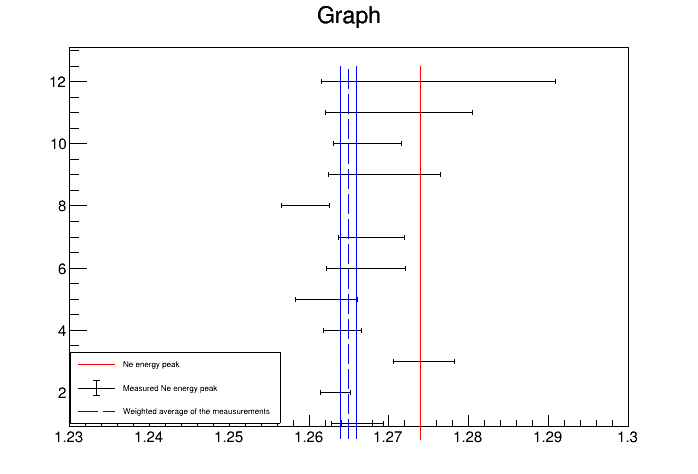 Graph
12
10
8
6
4
2
Ne energy peak
Measured Ne energy peak
Weighted average of the meausurements
1.23 1.24 1.25 1.26 1.27 1.28 1.29 1.3